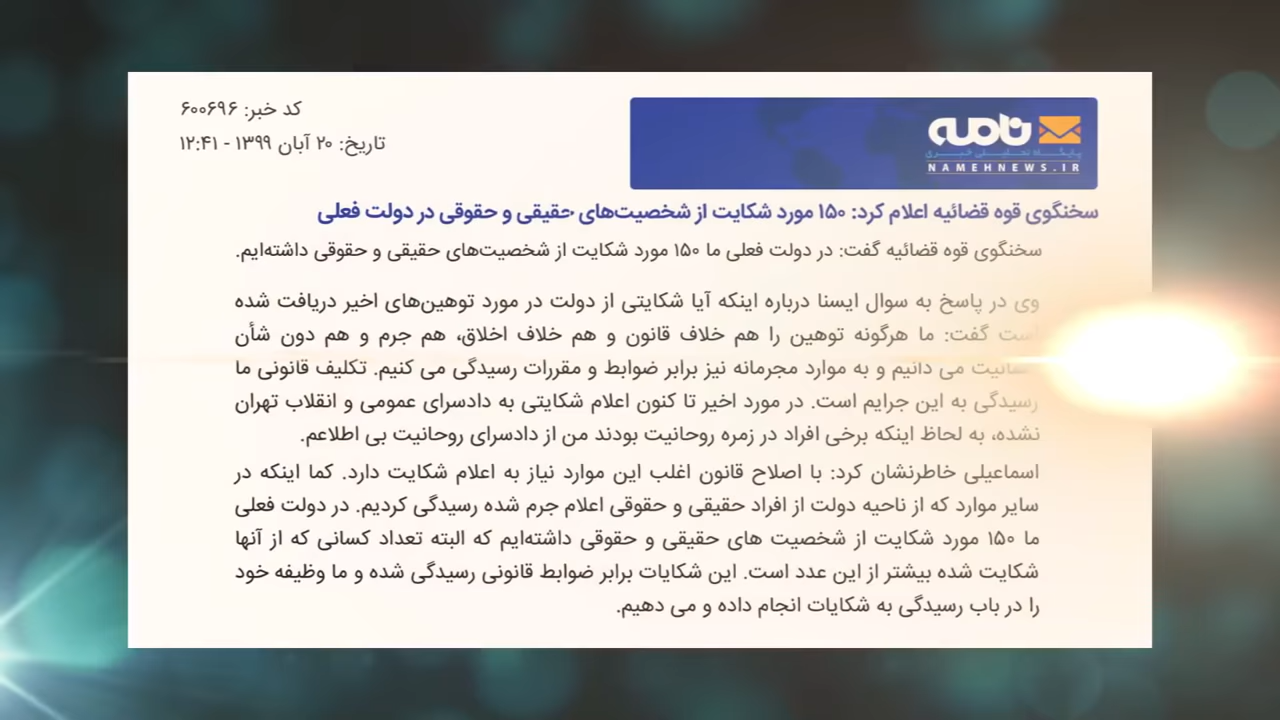 کد خبر: ۶۰۰۶۹۶
تاریخ: ۲۰ آبان ۱۳۹۹ - ۱۲:۴۱
نامه
پایگاه تحلیلی خبری
NAMEHNEWS.IR
سخنگوی قوه قضائیه اعلام کرد: ۱۵۰ مورد شکایت از شخصیت‌های حقیقی و حقوقی در دولت فعلی
سخنگوی قوه قضائیه گفت: در دولت فعلی ما ۱۵۰ مورد شکایت از شخصیت‌های حقیقی و حقوقی داشته‌ایم.
وی در پاسخ به سوال ایسنا درباره اینکه آیا شکایتی از دولت در مورد توهین‌های اخیر دریافت شده
است گفت: ما هرگونه توهین را هم خلاف قانون و هم خلاف اخلاق، هم جرم و هم دون شأن
می دانیم و به موارد مجرمانه نیز برابر ضوابط و مقررات رسیدگی می کنیم. تکلیف قانونی ما
رسیدگی به این جرایم است. در مورد اخیر تا کنون اعلام شکایتی به دادسرای عمومی و انقلاب تهران
نشده، به لحاظ اینکه برخی افراد در زمره روحانیت بودند من از دادسرای روحانیت بی اطلاعم.
اسماعیلی خاطرنشان کرد: با اصلاح قانون اغلب این موارد نیاز به اعلام شکایت دارد. کما اینکه در
سایر موارد که از ناحیه دولت از افراد حقیقی و حقوقی اعلام جرم شده رسیدگی کردیم. در دولت فعلی
ما ۱۵۰ مورد شکایت از شخصیت های حقیقی و حقوقی داشته‌ایم که البته تعداد کسانی که از آنها
شکایت شده بیشتر از این عدد است. این شکایات برابر ضوابط قانونی رسیدگی شده و ما وظیفه خود
را در باب رسیدگی به شکایات انجام داده و می دهیم.